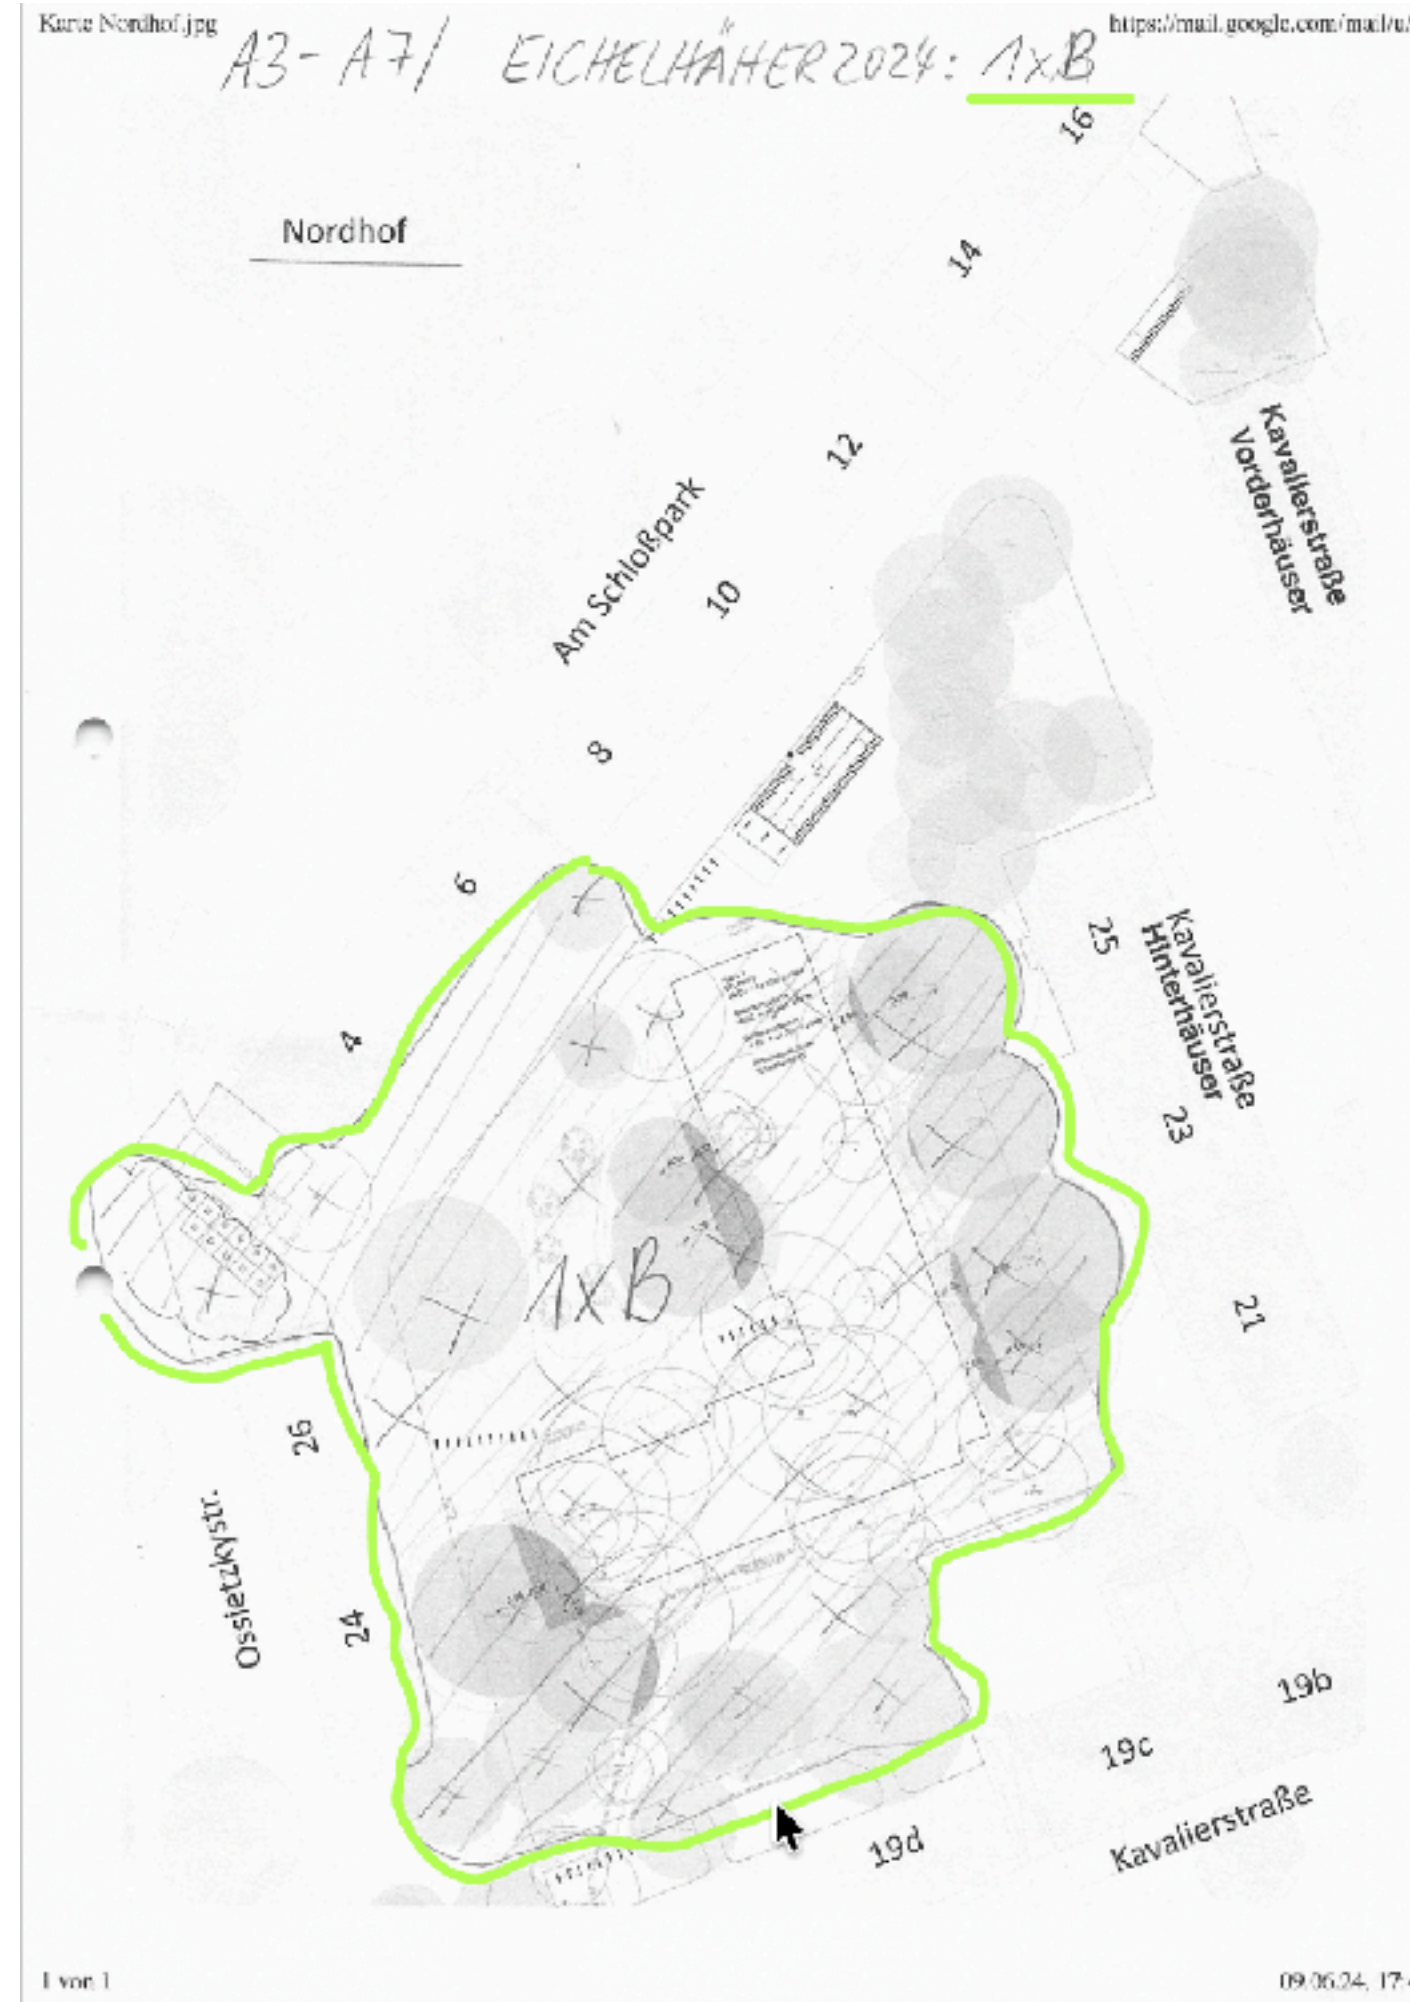 Karte Nordhof.jpg
https://mail.google.com/mail/u/
A3-A7/ EICHELHÄHER 2024: 1xB
16
Nordhof
14
Kavalierstraße
Vorderhäuser
12
Am Schloßpark
10
8
6
25
Kavalierstraße
Hinterhäuser
4
23
1xB
21
26
Ossietzkystr.
24
19b
19c
19d
Kavalierstraße
1 von 1
09.06.24, 17: